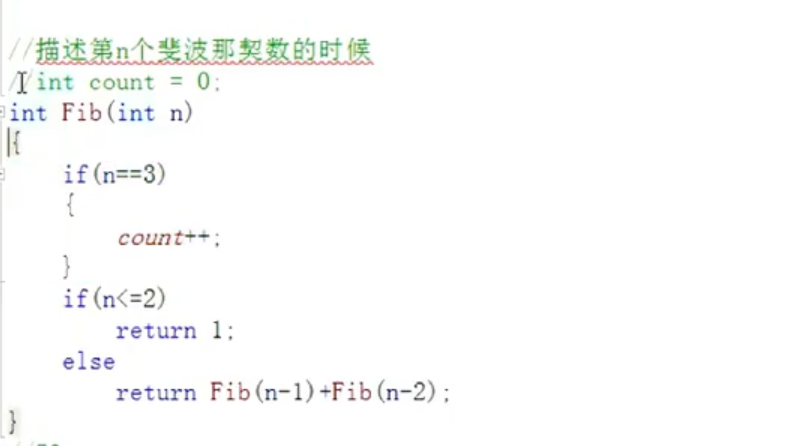 //描述第n个斐波那契数的时候
//int count = 0;
int Fib(int n)
{
    if(n==3)
    {
        count++;
    }
    if(n<=2)
        return 1;
    else
        return Fib(n-1)+Fib(n-2);
}